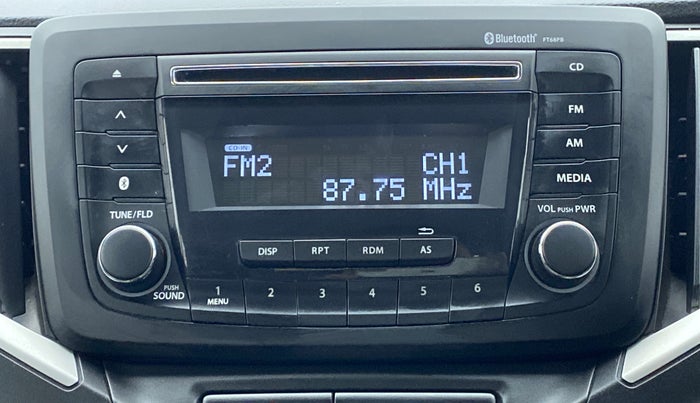 Bluetooth FT68PB
CD
FM
AM
MEDIA
CD-IN
FM2 CH1
87.75 MHz
TUNE/FLD
VOL PUSH PWR
DISP RPT RDM AS
PUSH SOUND
1 MENU 2 3 4 5 6